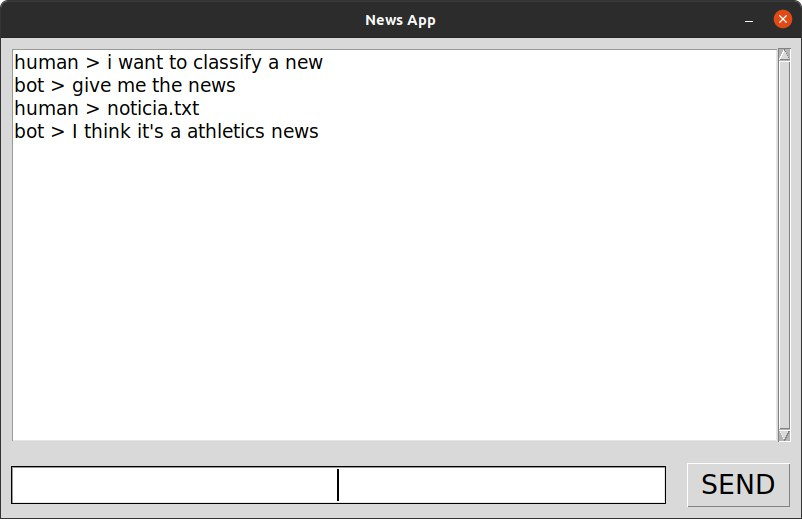 News App
human > i want to classify a new
bot > give me the news
human > noticia.txt
bot > I think it's a athletics news
SEND